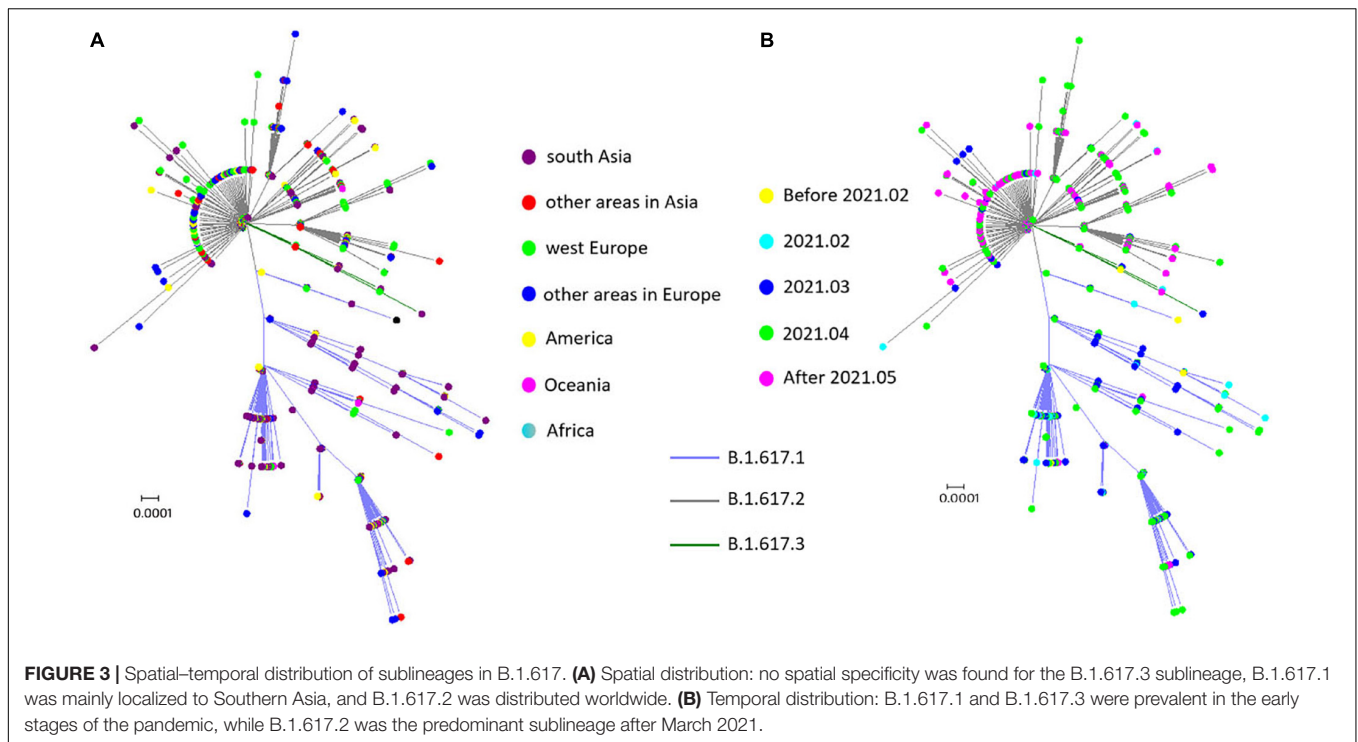 A
B
south Asia
other areas in Asia
west Europe
other areas in Europe
America
Oceania
Africa
Before 2021.02
2021.02
2021.03
2021.04
After 2021.05
B.1.617.1
B.1.617.2
B.1.617.3
0.0001
0.0001
FIGURE 3 | Spatial–temporal distribution of sublineages in B.1.617. (A) Spatial distribution: no spatial specificity was found for the B.1.617.3 sublineage, B.1.617.1
was mainly localized to Southern Asia, and B.1.617.2 was distributed worldwide. (B) Temporal distribution: B.1.617.1 and B.1.617.3 were prevalent in the early
stages of the pandemic, while B.1.617.2 was the predominant sublineage after March 2021.